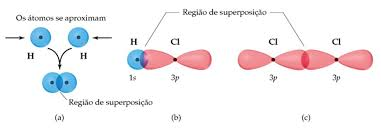 Os átomos se aproximam
H H
Região de superposição
(a)
Região de superposição
H Cl
1s 3p
(b)
Cl Cl
3p 3p
(c)